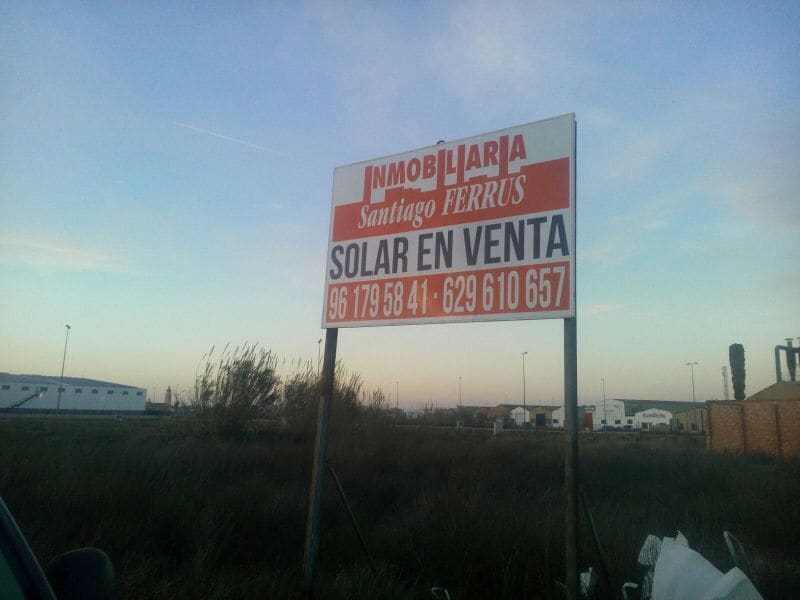 INMOBILIARIA
Santiago FERRUS
SOLAR EN VENTA
96 179 58 41 · 629 610 657